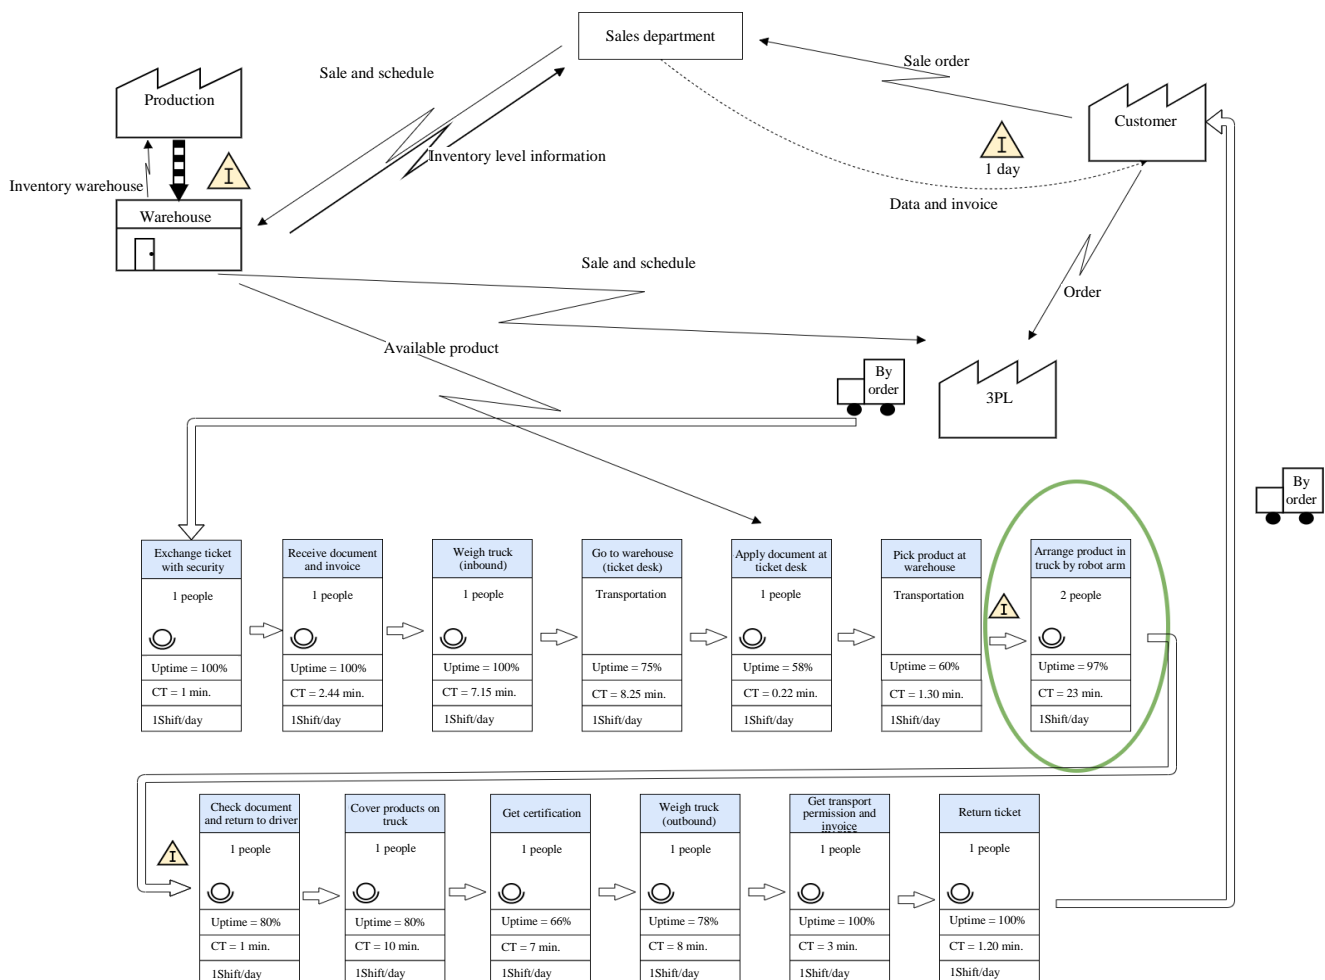 Sales department
Sale order
Sale and schedule
Production
Customer
Inventory level information
I
I
1 day
Inventory warehouse
Data and invoice
Warehouse
Sale and schedule
Order
Available product
By
order
3PL
By
order
Exchange ticket
with security
1 people
Uptime = 100%
CT = 1 min.
1Shift/day
Receive document
and invoice
1 people
Uptime = 100%
CT = 2.44 min.
1Shift/day
Weigh truck
(inbound)
1 people
Uptime = 100%
CT = 7.15 min.
1Shift/day
Go to warehouse
(ticket desk)
Transportation
Uptime = 75%
CT = 8.25 min.
1Shift/day
Apply document at
ticket desk
1 people
Uptime = 58%
CT = 0.22 min.
1Shift/day
Pick product at
warehouse
Transportation
Uptime = 60%
CT = 1.30 min.
1Shift/day
I
Arrange product in
truck by robot arm
2 people
Uptime = 97%
CT = 23 min.
1Shift/day
I
Check document
and return to driver
1 people
Uptime = 80%
CT = 1 min.
1Shift/day
Cover products on
truck
1 people
Uptime = 80%
CT = 10 min.
1Shift/day
Get certification
1 people
Uptime = 66%
CT = 7 min.
1Shift/day
Weigh truck
(outbound)
1 people
Uptime = 78%
CT = 8 min.
1Shift/day
Get transport
permission and
invoice
1 people
Uptime = 100%
CT = 3 min.
1Shift/day
Return ticket
1 people
Uptime = 100%
CT = 1.20 min.
1Shift/day